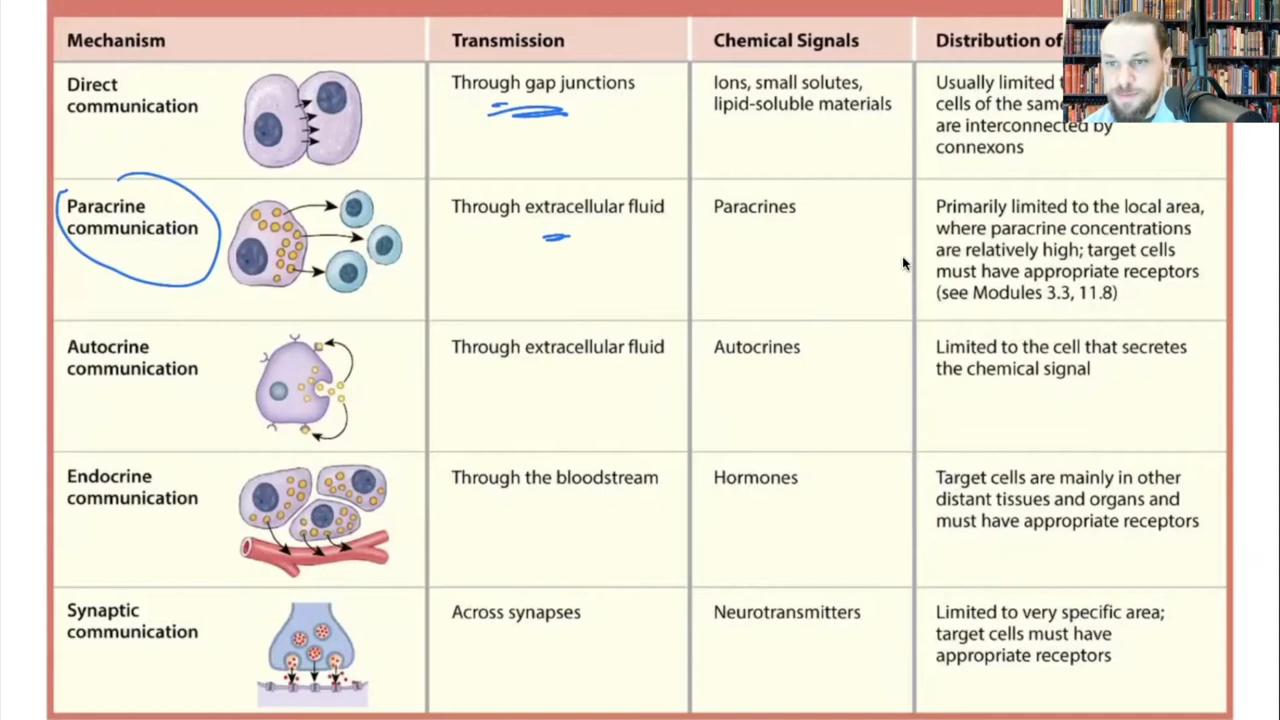 Mechanism
Transmission
Chemical Signals
Distribution of
Direct
communication
Through gap junctions
Ions, small solutes,
lipid-soluble materials
Usually limited
cells of the same
are interconnected by
connexons
Paracrine
communication
Through extracellular fluid
Paracrines
Primarily limited to the local area,
where paracrine concentrations
are relatively high; target cells
must have appropriate receptors
(see Modules 3.3, 11.8)
Autocrine
communication
Through extracellular fluid
Autocrines
Limited to the cell that secretes
the chemical signal
Endocrine
communication
Through the bloodstream
Hormones
Target cells are mainly in other
distant tissues and organs and
must have appropriate receptors
Synaptic
communication
Across synapses
Neurotransmitters
Limited to very specific area;
target cells must have
appropriate receptors